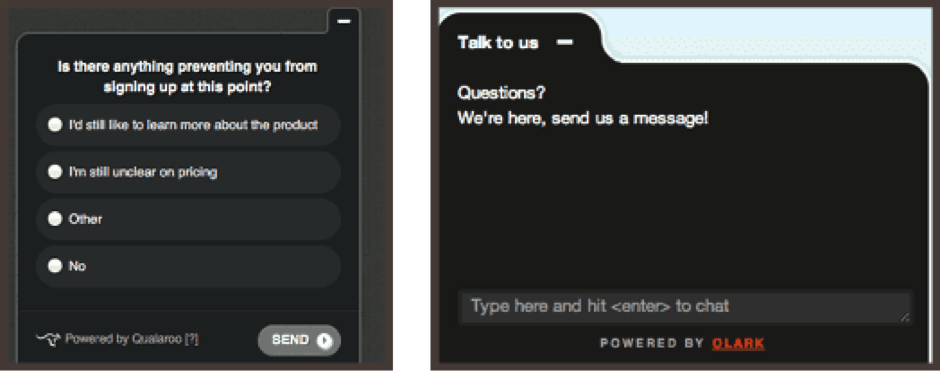 Is there anything preventing you from
signing up at this point?
I'd still like to learn more about the product
I'm still unclear on pricing
Other
No
Powered by Qualaroo [?]
SEND
Talk to us
Questions?
We're here, send us a message!
Type here and hit <enter> to chat
POWERED BY OLARK